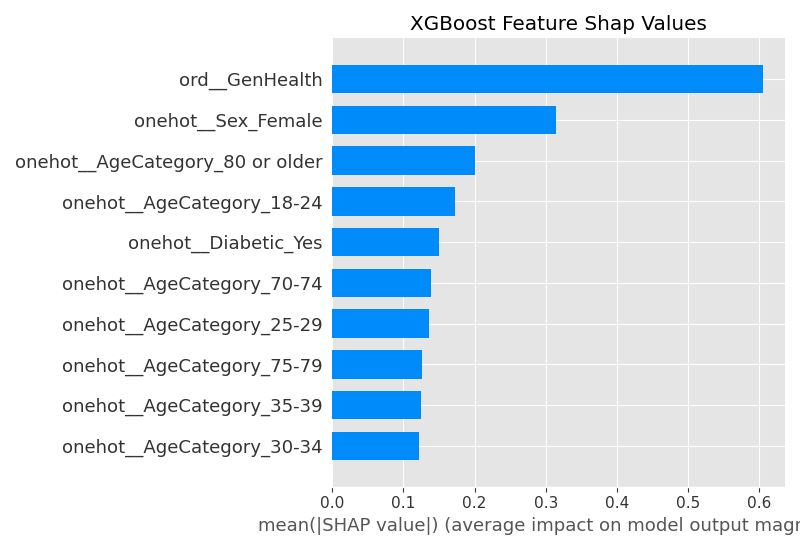 XGBoost Feature Shap Values
ord__GenHealth
onehot__Sex_Female
onehot__AgeCategory_80 or older
onehot__AgeCategory_18-24
onehot__Diabetic_Yes
onehot__AgeCategory_70-74
onehot__AgeCategory_25-29
onehot__AgeCategory_75-79
onehot__AgeCategory_35-39
onehot__AgeCategory_30-34
0.0 0.1 0.2 0.3 0.4 0.5 0.6
mean(|SHAP value|) (average impact on model output magr